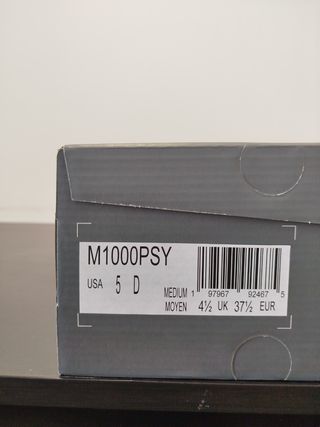 M1000PSY
USA 5 D
MEDIUM 1 97967 92467 5
MOYEN 4½ UK 37½ EUR